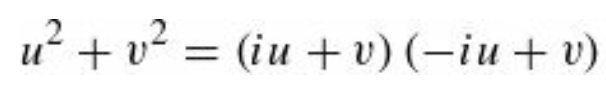 u² + v² = (iu + v) (−iu + v)